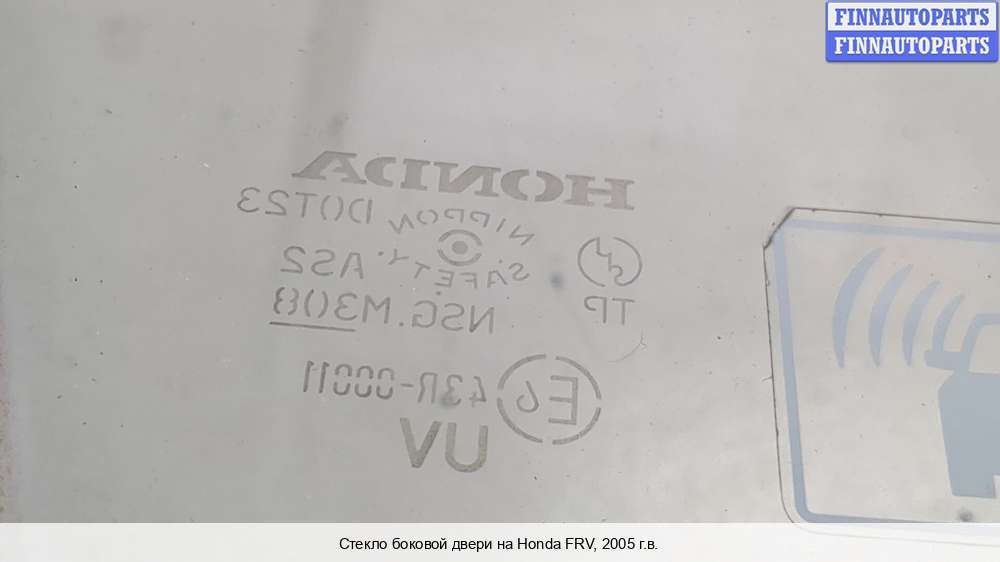 FINNAUTOPARTS
FINNAUTOPARTS
HONDA
NIPPON DOT23
SAFETY AS2
TP
NSG.M308
E6 43R-00011
UV
Стекло боковой двери на Honda FRV, 2005 г.в.